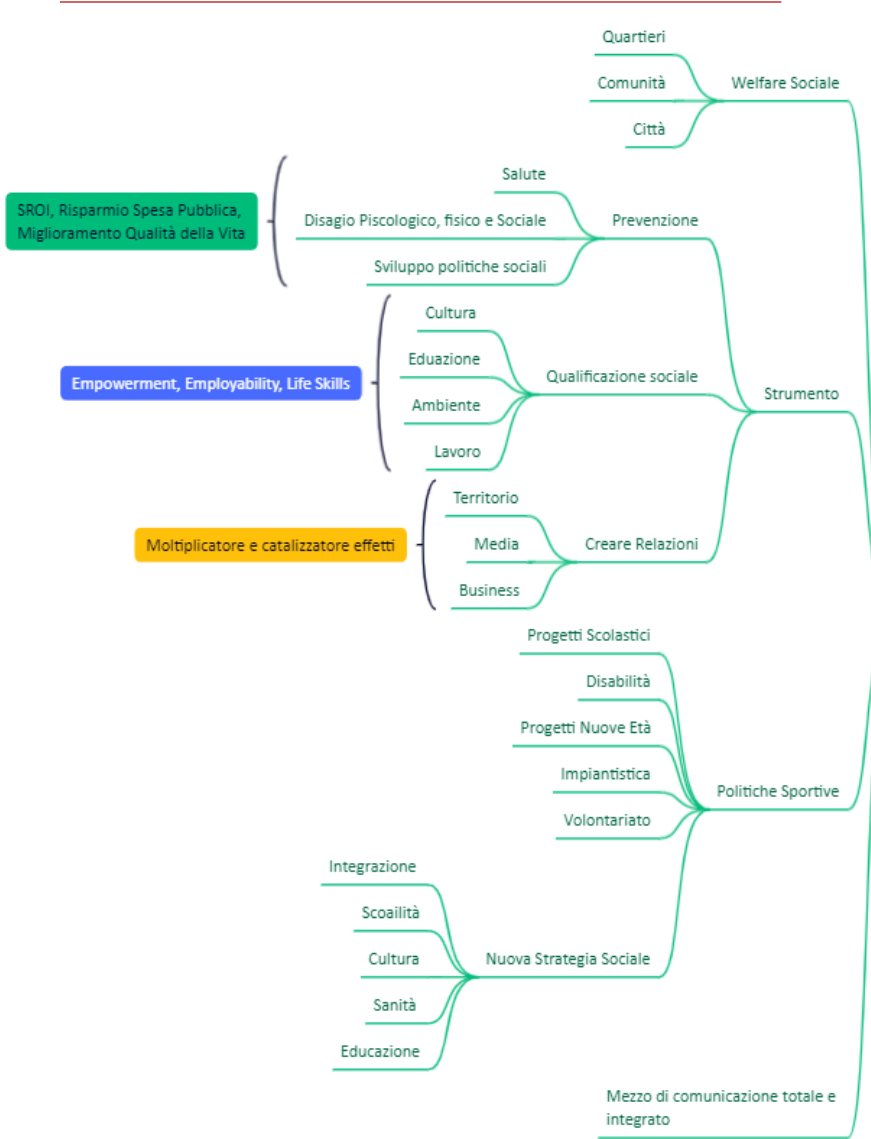 Quartieri
Comunità
Welfare Sociale
Città
Salute
SROI, Risparmio Spesa Pubblica,
Miglioramento Qualità della Vita
Disagio Piscologico, fisico e Sociale
Prevenzione
Sviluppo politiche sociali
Cultura
Eduazione
Empowerment, Employability, Life Skills
Qualificazione sociale
Ambiente
Strumento
Lavoro
Territorio
Moltiplicatore e catalizzatore effetti
Media
Creare Relazioni
Business
Progetti Scolastici
Disabilità
Progetti Nuove Età
Impiantistica
Politiche Sportive
Volontariato
Integrazione
Scoailità
Cultura
Nuova Strategia Sociale
Sanità
Educazione
Mezzo di comunicazione totale e
integrato